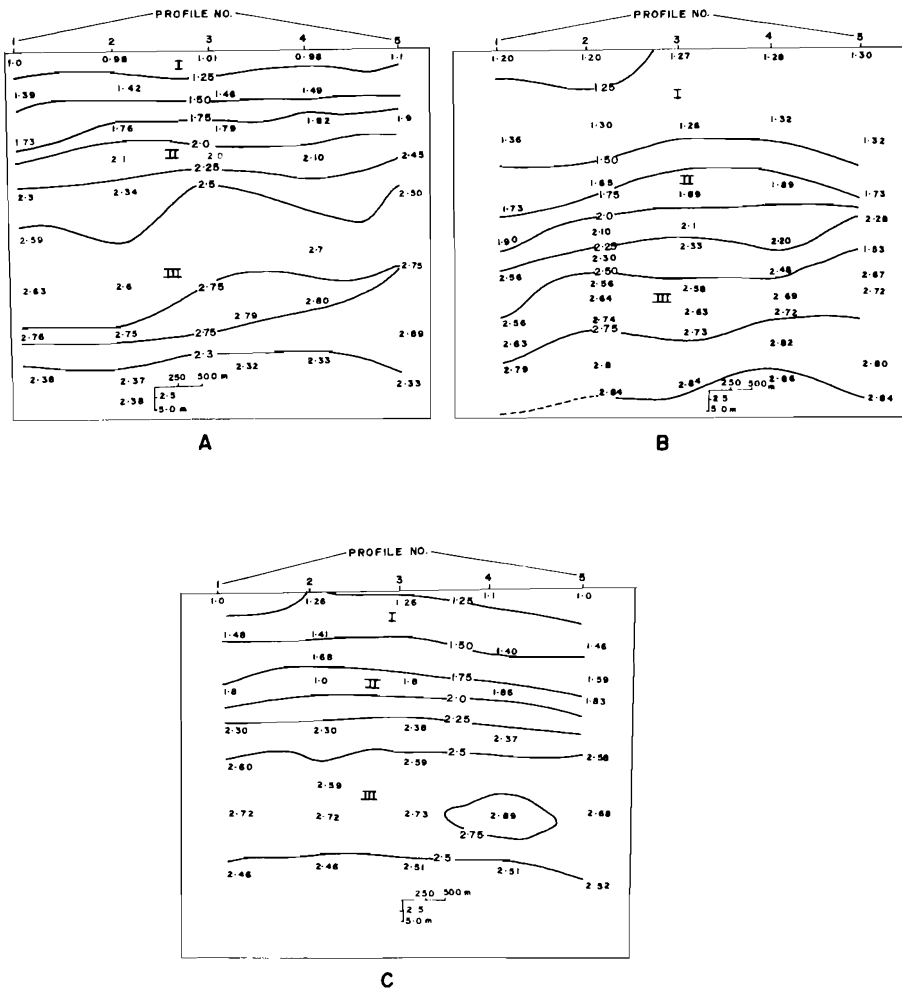 PROFILE NO.
1 2 3 4 5
1·0 0·98 1·01 0·98 1·1
I
1·25
1·39 1·42 1·46 1·49
1·50
1·75
1·73 1·76 1·79 1·82 1·9
2·0
2·1 II 2·0 2·10 2·45
2·25
2·3 2·34 2·5 2·50
2·59
2·7
III 2·75
2·63 2·6 2·75
2·79 2·80
2·76 2·75 2·75 2·89
2·3
2·38 2·37 2·32 2·33 2·33
250 500 m
2·38 2·5
5·0 m
A
PROFILE NO.
1 2 3 4 5
1·20 1·20 1·27 1·28 1·30
1·25
I
1·36 1·30 1·26 1·32 1·32
1·50
1·65 II
1·75 1·89 1·89
1·73 1·73
2·0 2·28
2·10 2·1
1·90 2·25 2·33 2·20
2·30 1·53
2·56 2·50 2·48 2·67
2·56 2·58 2·72
2·64 III 2·69
2·56 2·74 2·63 2·72
2·63 2·75 2·73
2·82
2·79 2·8 2·80
2·84 2·84 2·86 2·84
250 500 m
2·5
5·0 m
B
PROFILE NO.
1 2 3 4 5
1·0 1·26 1·26 1·25 1·0
I
1·48 1·41 1·50 1·40 1·46
1·68
1·75 1·59
1·8 1·0 II 1·8 1·86 1·83
2·0
2·25
2·30 2·30 2·38 2·37
2·5 2·58
2·60 2·59
2·59
III
2·72 2·72 2·73 2·89 2·68
2·75
2·5
2·46 2·46 2·51 2·51
2·52
250 500 m
2·5
5·0 m
C